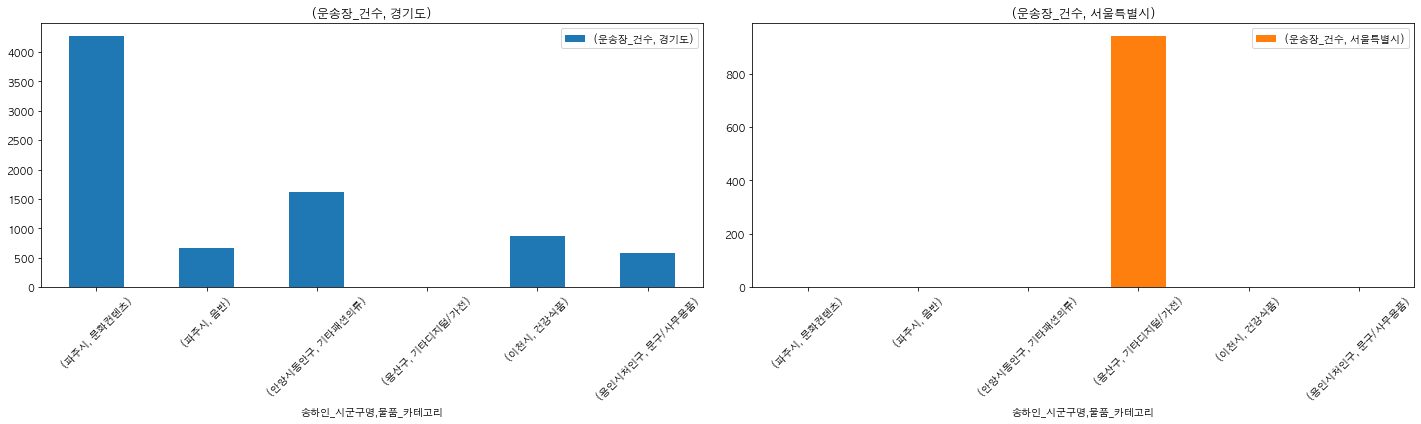 (운송장_건수, 경기도)
(운송장_건수, 경기도)
4000
3500
3000
2500
2000
1500
1000
500
0
(파주시, 문화컨텐츠)
(파주시, 음반)
(안양시동안구, 기타패션의류)
(용산구, 기타디지털/가전)
(이천시, 건강식품)
(용인시처인구, 문구/사무용품)
송하인_시군구명,물품_카테고리
(운송장_건수, 서울특별시)
(운송장_건수, 서울특별시)
800
600
400
200
0
(파주시, 문화컨텐츠)
(파주시, 음반)
(안양시동안구, 기타패션의류)
(용산구, 기타디지털/가전)
(이천시, 건강식품)
(용인시처인구, 문구/사무용품)
송하인_시군구명,물품_카테고리